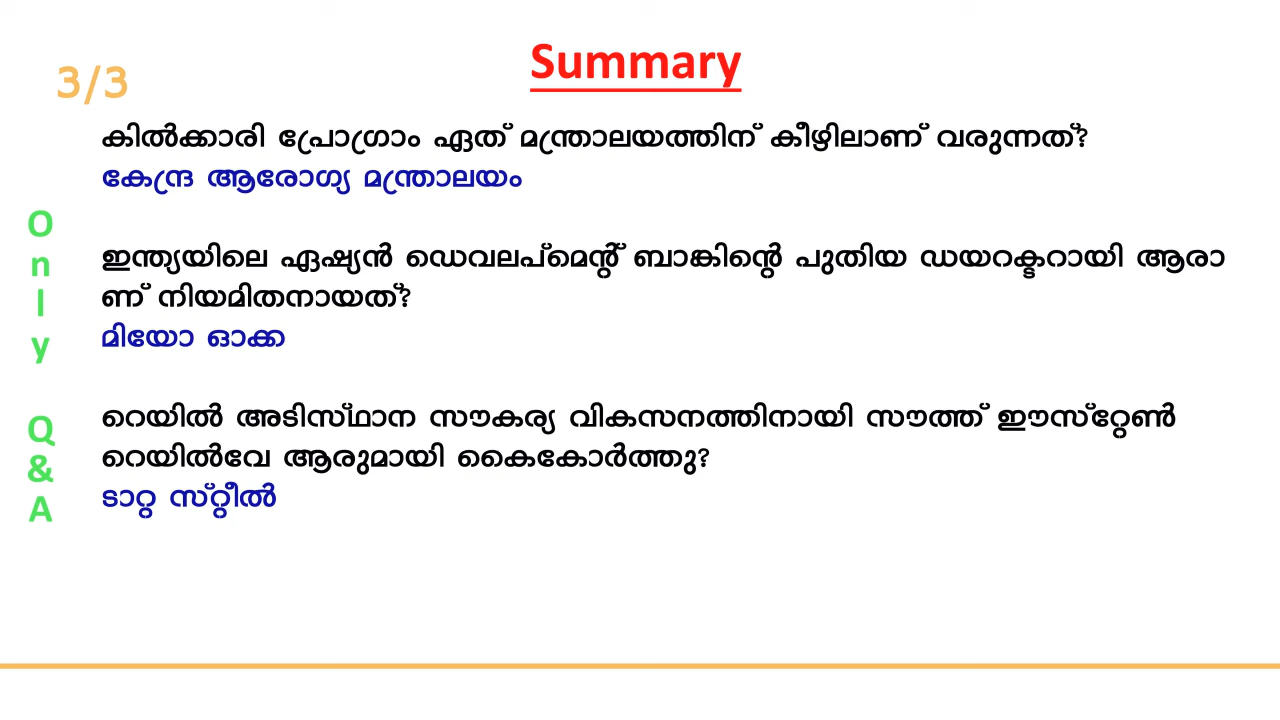 Summary
3/3
കിൽക്കാരി പ്രോഗ്രാം ഏത് മന്ത്രാലയത്തിന് കീഴിലാണ് വരുന്നത്?
കേന്ദ്ര ആരോഗ്യ മന്ത്രാലയം
ഇന്ത്യയിലെ ഏഷ്യൻ ഡെവലപ്മെന്റ് ബാങ്കിന്റെ പുതിയ ഡയറക്ടറായി ആരാ
ണ് നിയമിതനായത്?
മിയോ ഓക്ക
റെയിൽ അടിസ്ഥാന സൗകര്യ വികസനത്തിനായി സൗത്ത് ഈസ്റ്റേൺ
റെയിൽവേ ആരുമായി കൈകോർത്തു?
ടാറ്റ സ്റ്റീൽ
O
n
l
y
Q
&
A